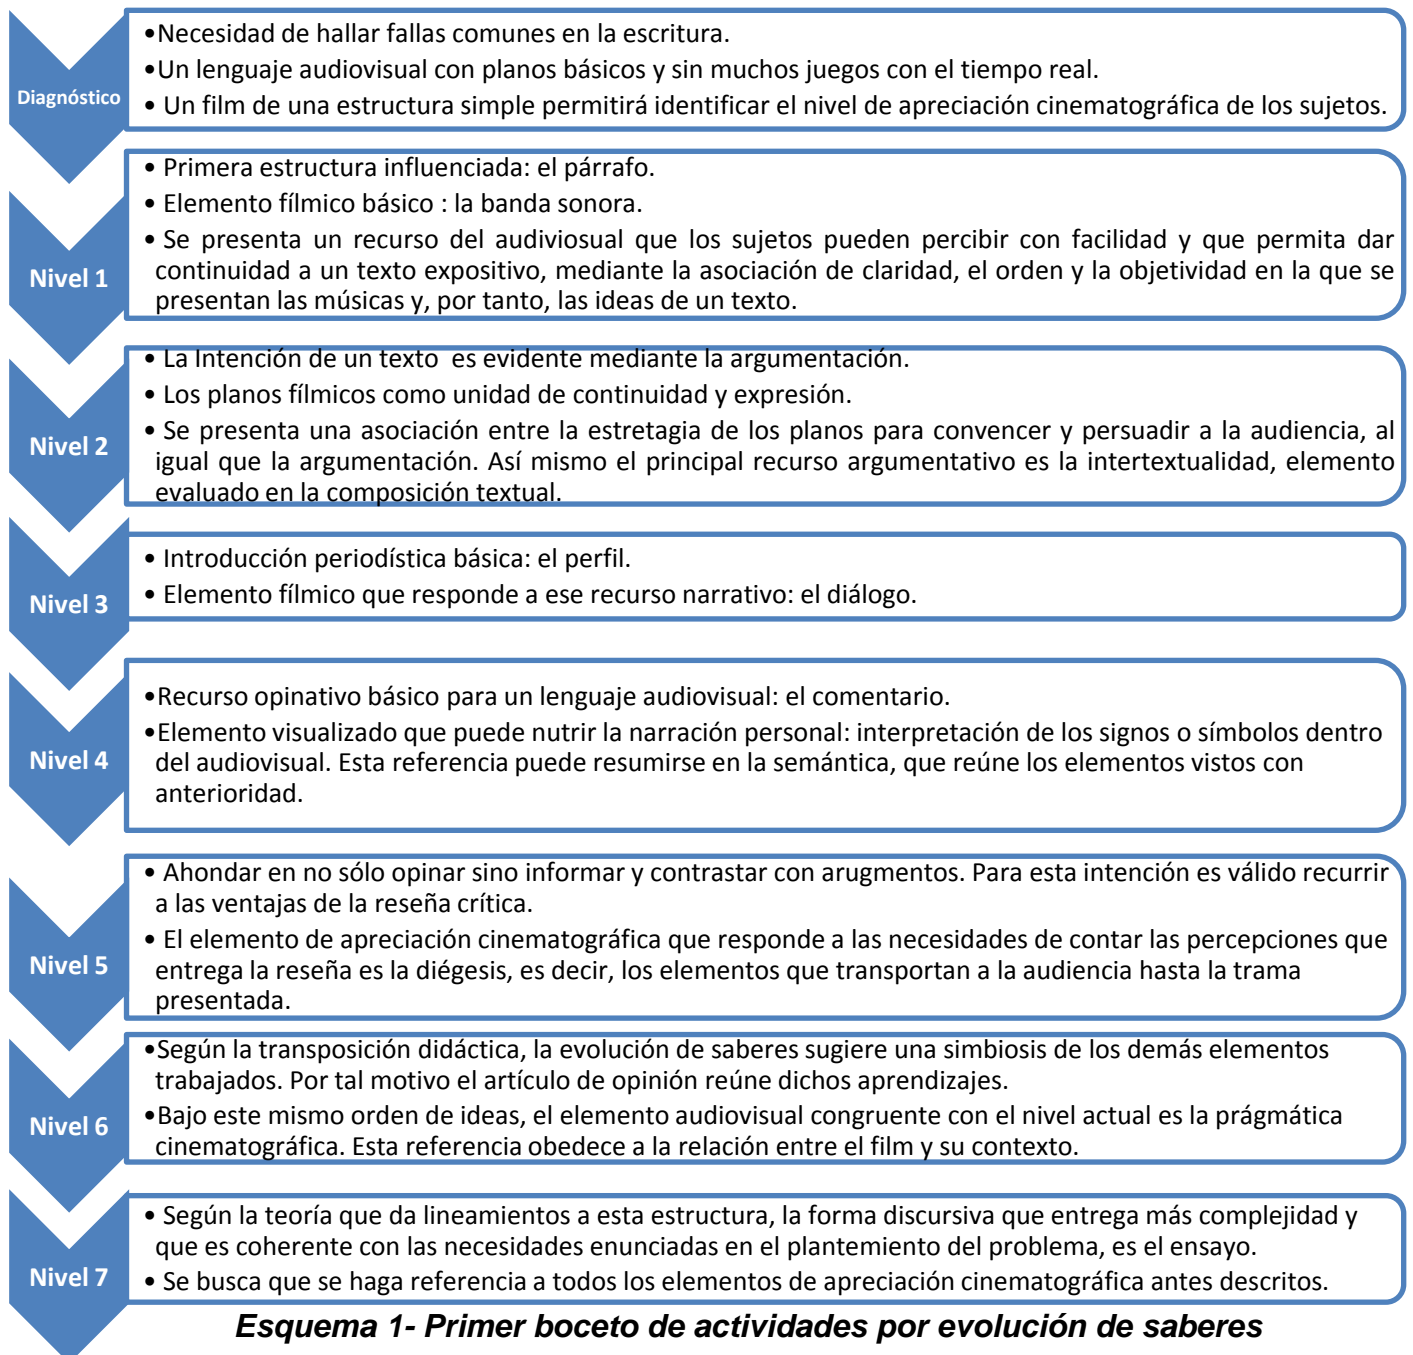 Diagnóstico
•Necesidad de hallar fallas comunes en la escritura.
•Un lenguaje audiovisual con planos básicos y sin muchos juegos con el tiempo real.
• Un film de una estructura simple permitirá identificar el nivel de apreciación cinematográfica de los sujetos.
Nivel 1
• Primera estructura influenciada: el párrafo.
• Elemento fílmico básico : la banda sonora.
• Se presenta un recurso del audiviosual que los sujetos pueden percibir con facilidad y que permita dar
continuidad a un texto expositivo, mediante la asociación de claridad, el orden y la objetividad en la que se
presentan las músicas y, por tanto, las ideas de un texto.
Nivel 2
• La Intención de un texto  es evidente mediante la argumentación.
• Los planos fílmicos como unidad de continuidad y expresión.
• Se presenta una asociación entre la estretagia de los planos para convencer y persuadir a la audiencia, al
igual que la argumentación. Así mismo el principal recurso argumentativo es la intertextualidad, elemento
evaluado en la composición textual.
Nivel 3
• Introducción periodística básica: el perfil.
• Elemento fílmico que responde a ese recurso narrativo: el diálogo.
Nivel 4
•Recurso opinativo básico para un lenguaje audiovisual: el comentario.
•Elemento visualizado que puede nutrir la narración personal: interpretación de los signos o símbolos dentro
del audiovisual. Esta referencia puede resumirse en la semántica, que reúne los elementos vistos con
anterioridad.
Nivel 5
• Ahondar en no sólo opinar sino informar y contrastar con arugmentos. Para esta intención es válido recurrir
a las ventajas de la reseña crítica.
• El elemento de apreciación cinematográfica que responde a las necesidades de contar las percepciones que
entrega la reseña es la diégesis, es decir, los elementos que transportan a la audiencia hasta la trama
presentada.
Nivel 6
•Según la transposición didáctica, la evolución de saberes sugiere una simbiosis de los demás elementos
trabajados. Por tal motivo el artículo de opinión reúne dichos aprendizajes.
•Bajo este mismo orden de ideas, el elemento audiovisual congruente con el nivel actual es la prágmática
cinematográfica. Esta referencia obedece a la relación entre el film y su contexto.
Nivel 7
• Según la teoría que da lineamientos a esta estructura, la forma discursiva que entrega más complejidad y
que es coherente con las necesidades enunciadas en el plantemiento del problema, es el ensayo.
• Se busca que se haga referencia a todos los elementos de apreciación cinematográfica antes descritos.
Esquema 1- Primer boceto de actividades por evolución de saberes